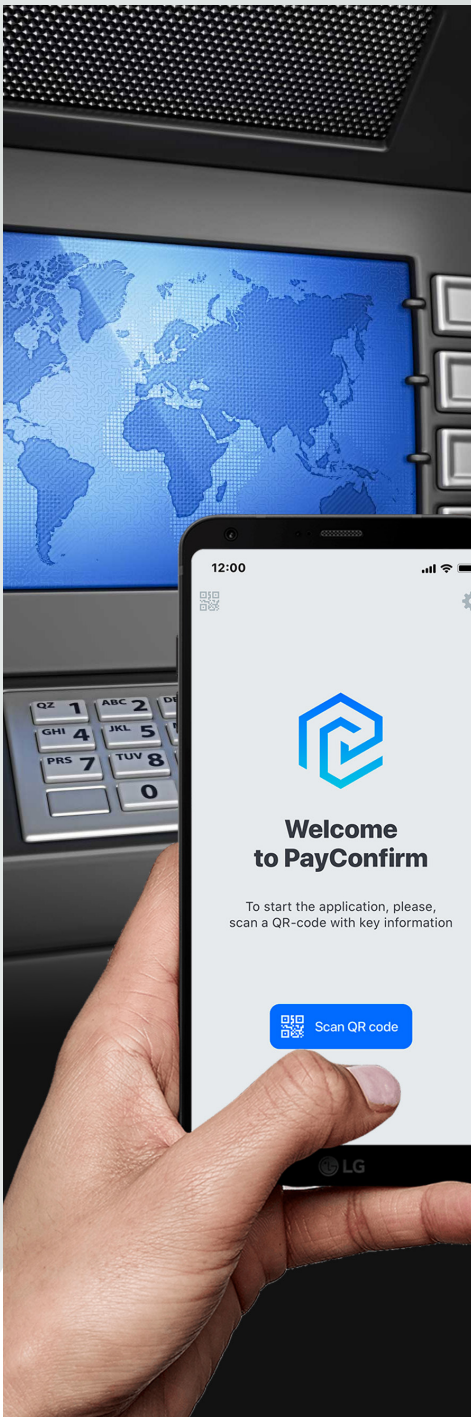 QZ 1 ABC 2
GHI 4 JKL 5
PRS 7 TUV 8
0
12:00
Welcome
to PayConfirm
To start the application, please,
scan a QR-code with key information
Scan QR code
LG